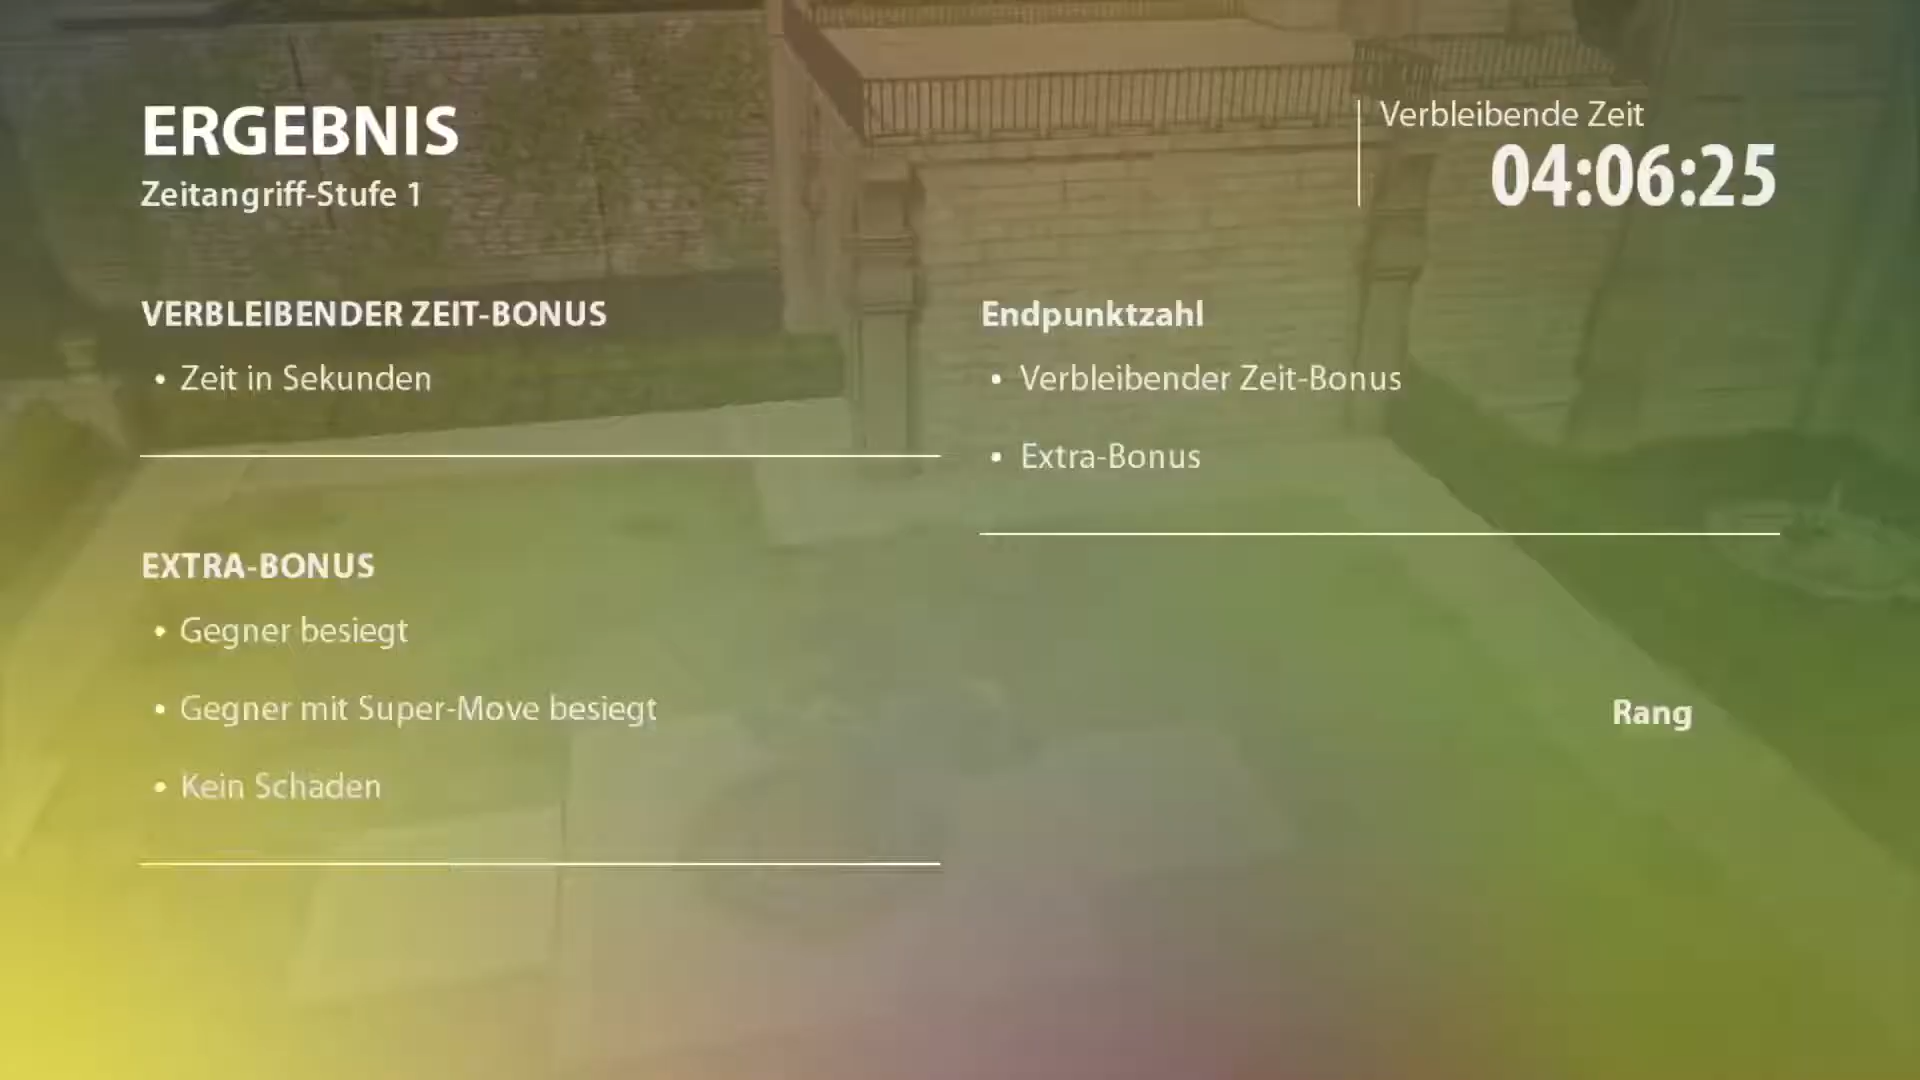 ERGEBNIS
Zeitangriff-Stufe 1
Verbleibende Zeit
04:06:25
VERBLEIBENDER ZEIT-BONUS
• Zeit in Sekunden
EXTRA-BONUS
• Gegner besiegt
• Gegner mit Super-Move besiegt
• Kein Schaden
Endpunktzahl
• Verbleibender Zeit-Bonus
• Extra-Bonus
Rang